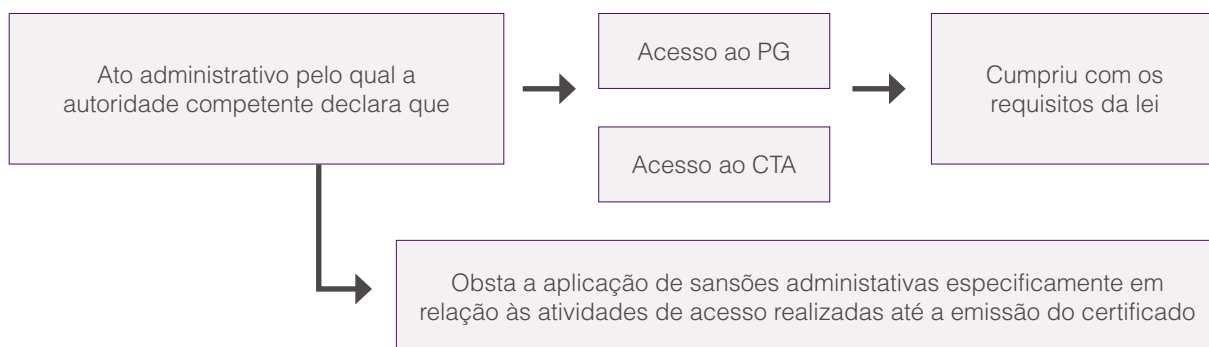 Ato administrativo pelo qual a
autoridade competente declara que
Acesso ao PG
Acesso ao CTA
Cumpriu com os
requisitos da lei
Obsta a aplicação de sansões administativas especificamente em
relação às atividades de acesso realizadas até a emissão do certificado